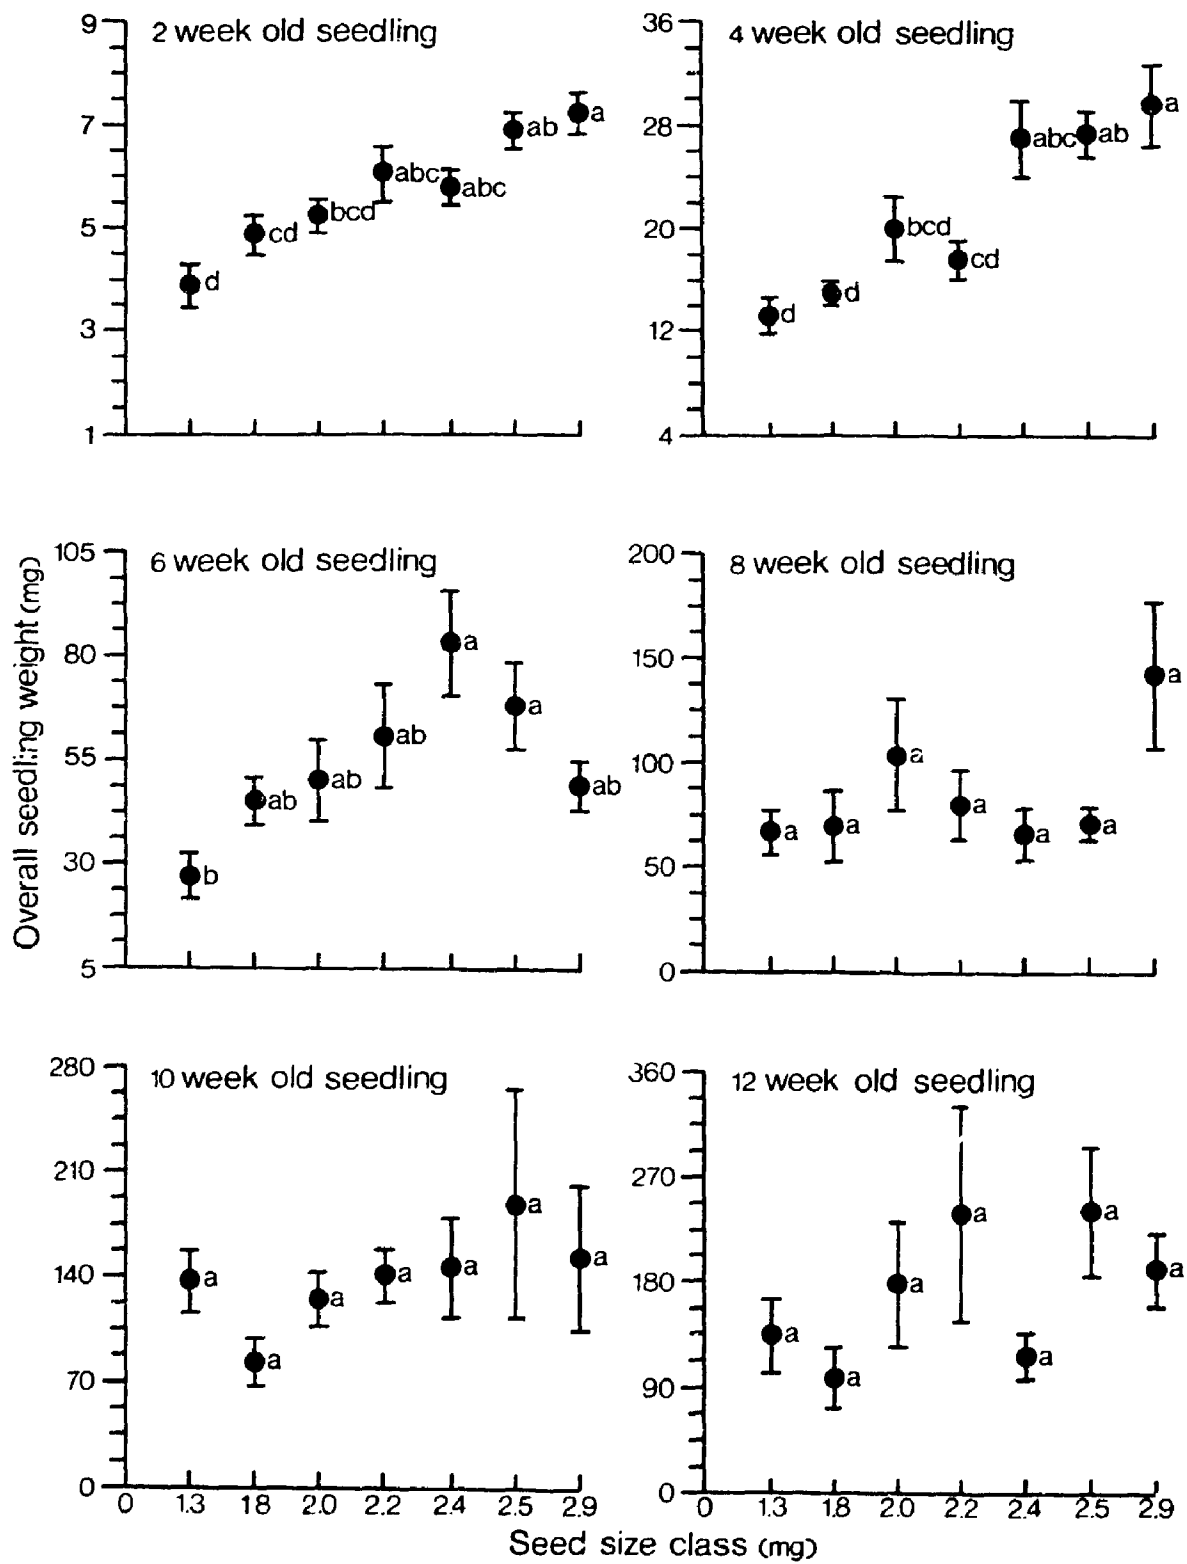 2 week old seedling
9
7
5
3
1
a
ab
abc
abc
bcd
cd
d
4 week old seedling
36
28
20
12
4
a
abc
ab
bcd
cd
d
d
Overall seedling weight (mg)
6 week old seedling
105
80
55
30
5
a
a
ab
ab
ab
ab
b
8 week old seedling
200
150
100
50
0
a
a
a
a
a
a
a
10 week old seedling
280
210
140
70
0
a
a
a
a
a
a
a
0 1.3 1.8 2.0 2.2 2.4 2.5 2.9
12 week old seedling
360
270
180
90
0
a
a
a
a
a
a
a
0 1.3 1.8 2.0 2.2 2.4 2.5 2.9
Seed size class (mg)